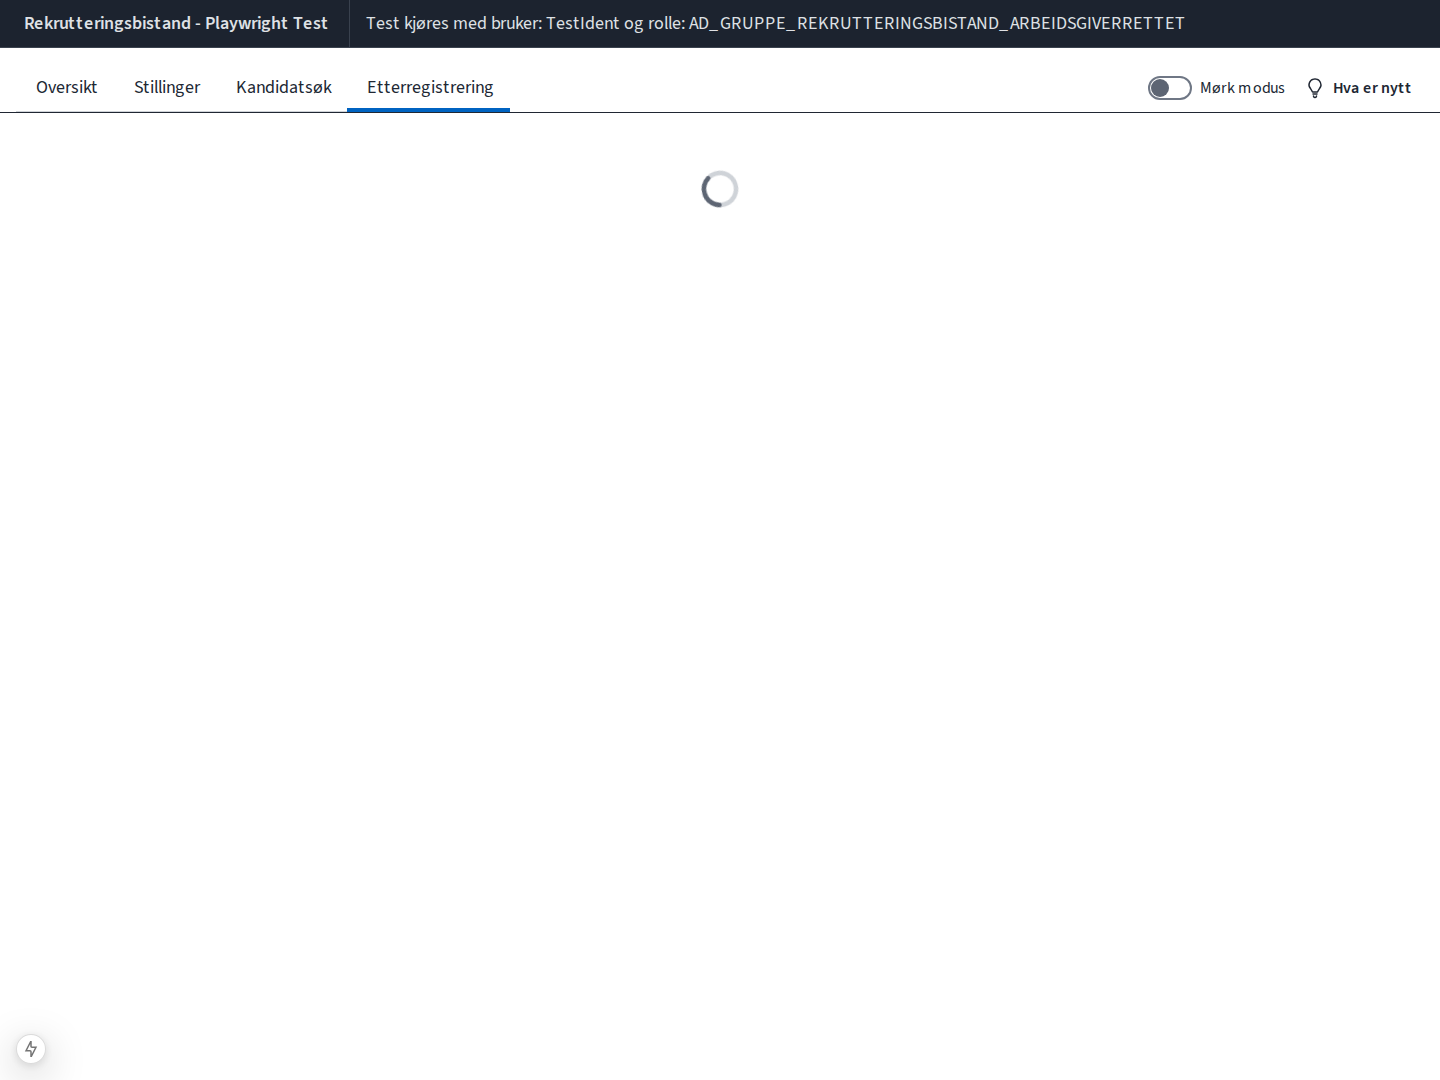 Rekrutteringsbistand - Playwright Test
Test kjøres med bruker: TestIdent og rolle: AD_GRUPPE_REKRUTTERINGSBISTAND_ARBEIDSGIVERRETTET
Oversikt
Stillinger
Kandidatsøk
Etterregistrering
Mørk modus
Hva er nytt